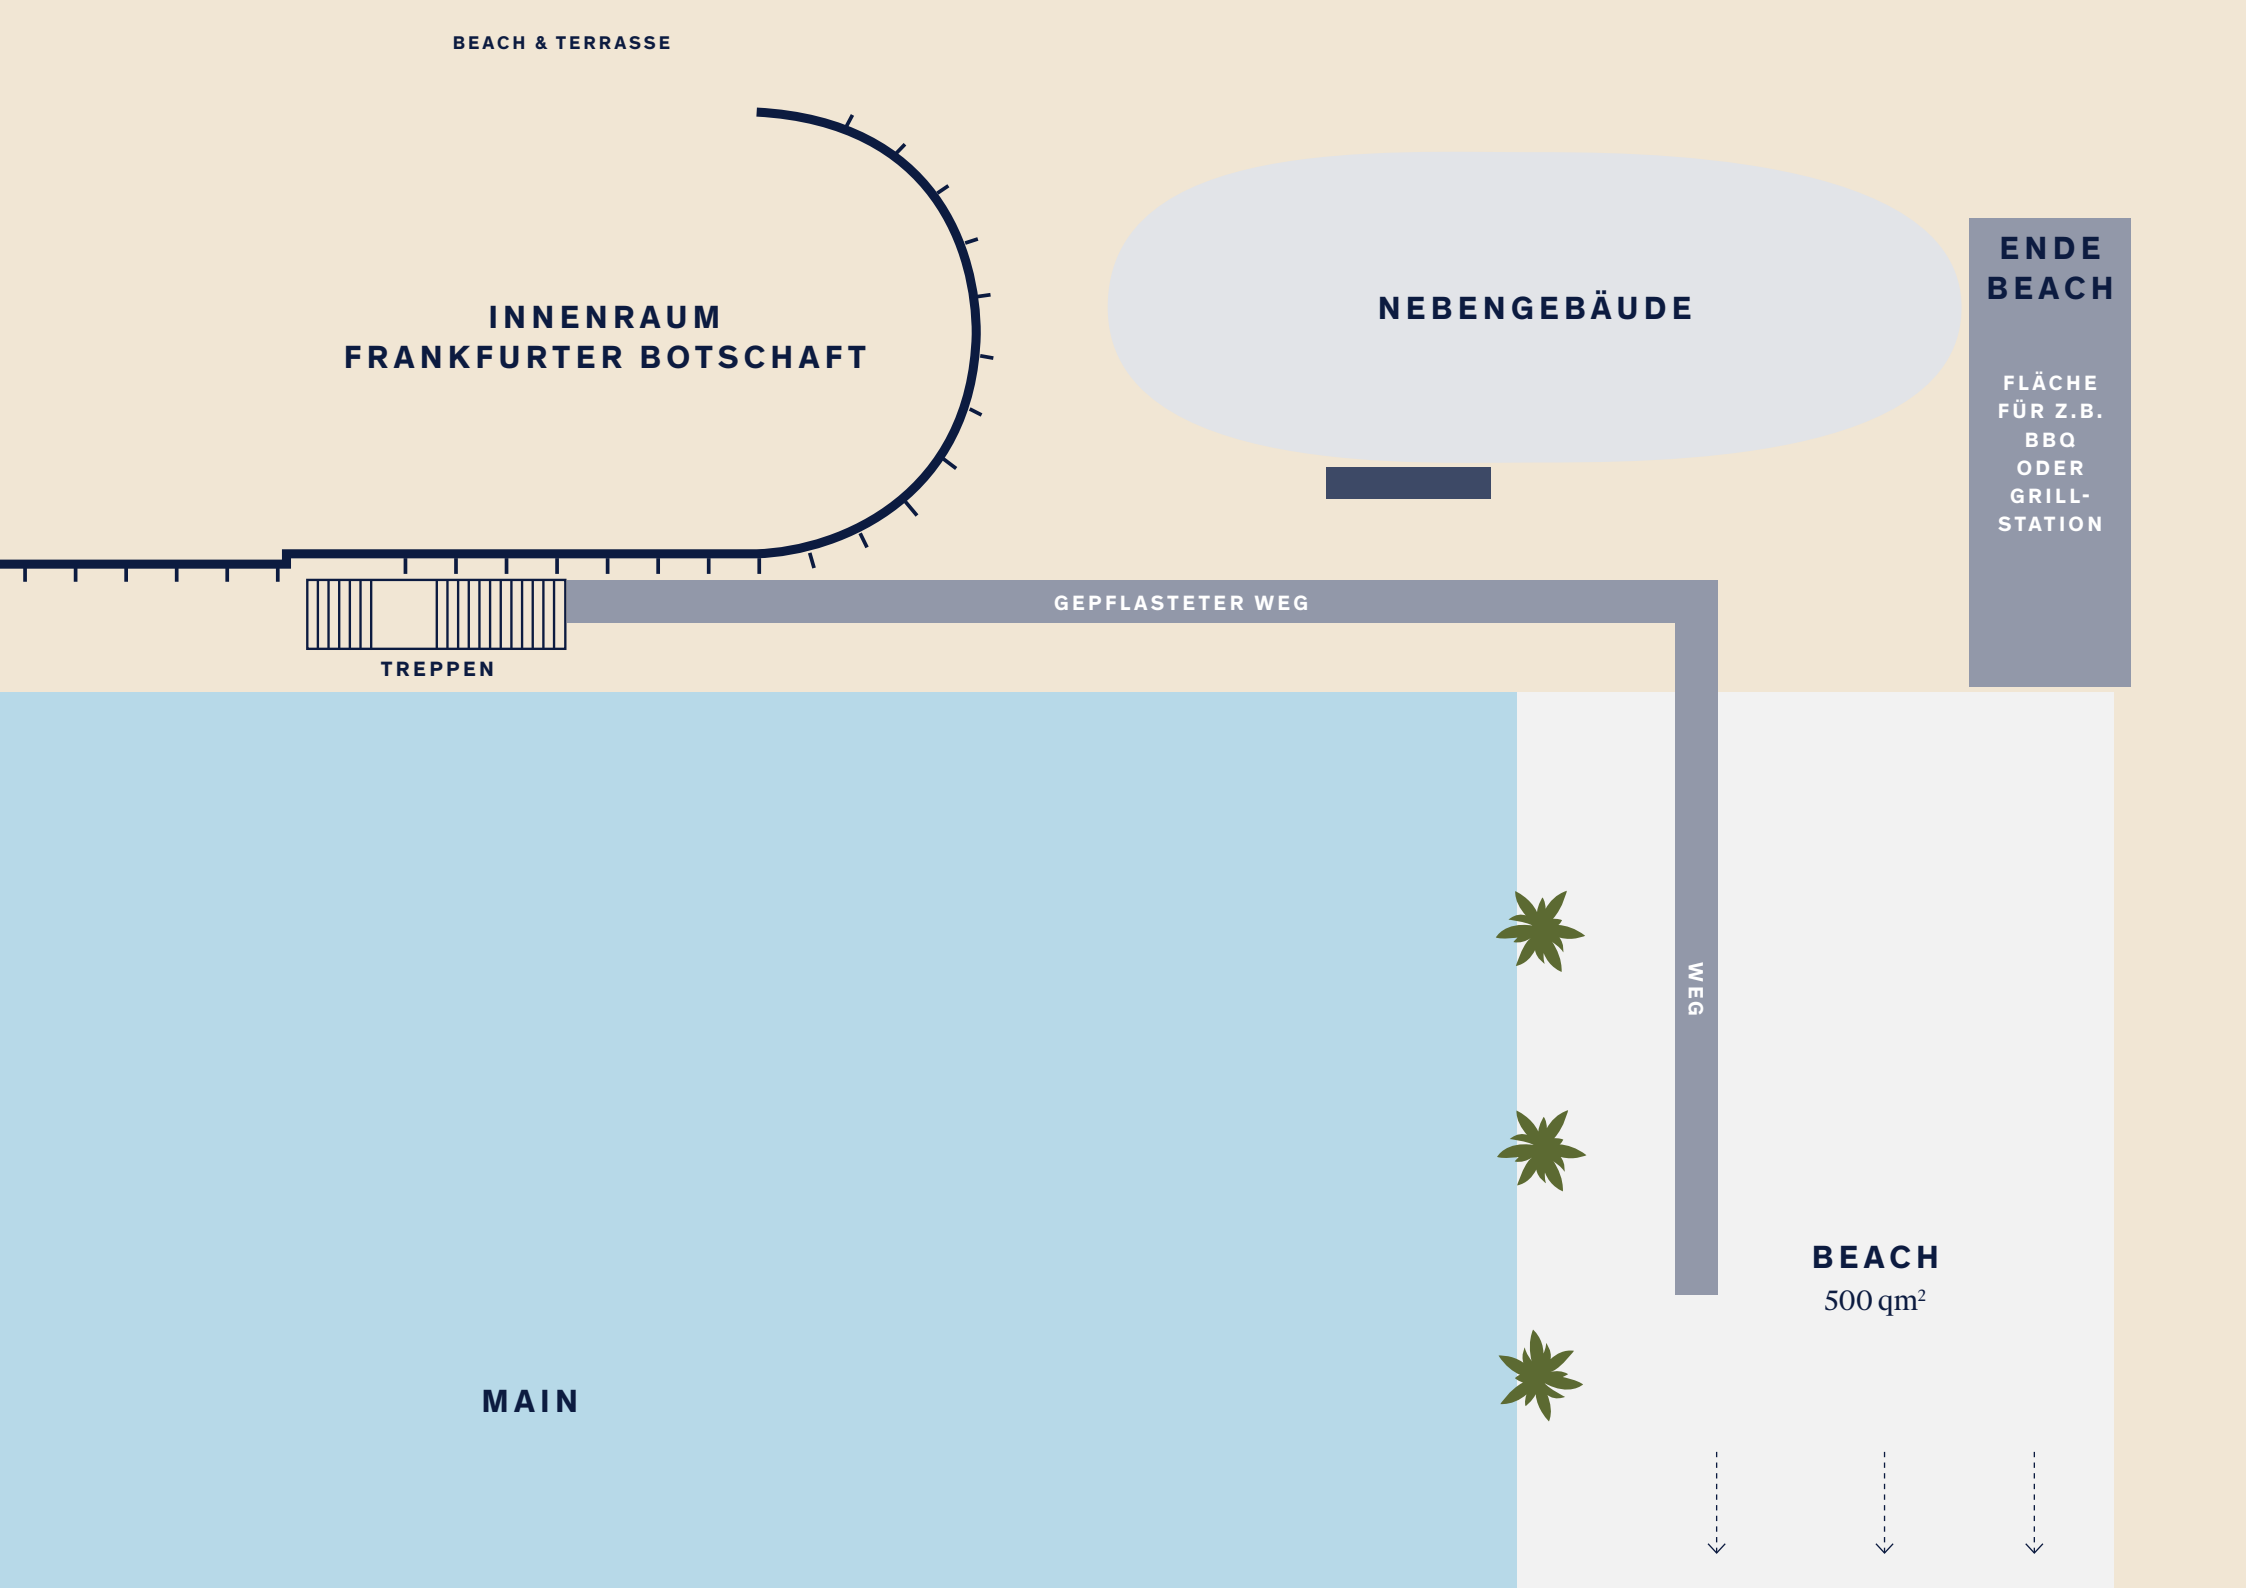 BEACH & TERRASSE
INNENRAUM
FRANKFURTER BOTSCHAFT
NEBENGEBÄUDE
ENDE
BEACH
FLÄCHE
FÜR Z.B.
BBQ
ODER
GRILL-
STATION
GEPFLASTETER WEG
TREPPEN
WEG
BEACH
500 qm²
MAIN